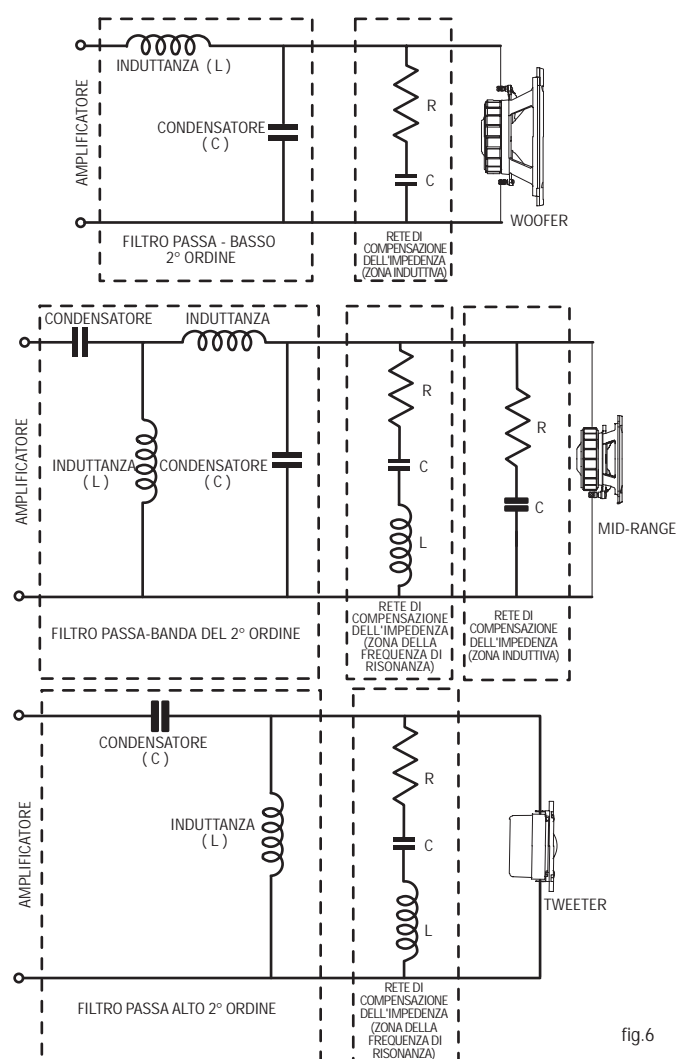 INDUTTANZA ( L )
AMPLIFICATORE
CONDENSATORE
( C )
R
C
WOOFER
FILTRO PASSA - BASSO
2° ORDINE
RETE DI
COMPENSAZIONE
DELL'IMPEDENZA
(ZONA INDUTTIVA)
CONDENSATORE
INDUTTANZA
AMPLIFICATORE
INDUTTANZA
( L )
CONDENSATORE
( C )
R
C
L
R
C
MID-RANGE
FILTRO PASSA-BANDA DEL 2° ORDINE
RETE DI
COMPENSAZIONE
DELL'IMPEDENZA
(ZONA DELLA
FREQUENZA DI
RISONANZA)
RETE DI
COMPENSAZIONE
DELL'IMPEDENZA
(ZONA INDUTTIVA)
CONDENSATORE
( C )
AMPLIFICATORE
INDUTTANZA
( L )
R
C
L
TWEETER
FILTRO PASSA ALTO 2° ORDINE
RETE DI
COMPENSAZIONE
DELL'IMPEDENZA
(ZONA DELLA
FREQUENZA DI
RISONANZA)
fig.6